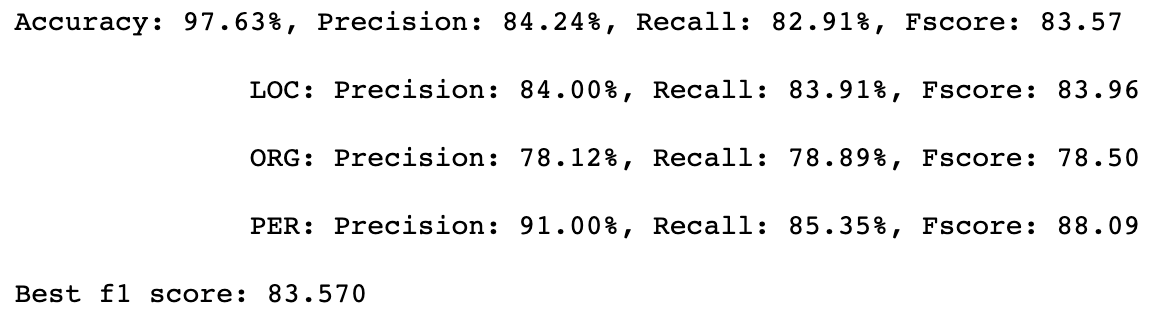 Accuracy: 97.63%, Precision: 84.24%, Recall: 82.91%, Fscore: 83.57
LOC: Precision: 84.00%, Recall: 83.91%, Fscore: 83.96
ORG: Precision: 78.12%, Recall: 78.89%, Fscore: 78.50
PER: Precision: 91.00%, Recall: 85.35%, Fscore: 88.09
Best f1 score: 83.570